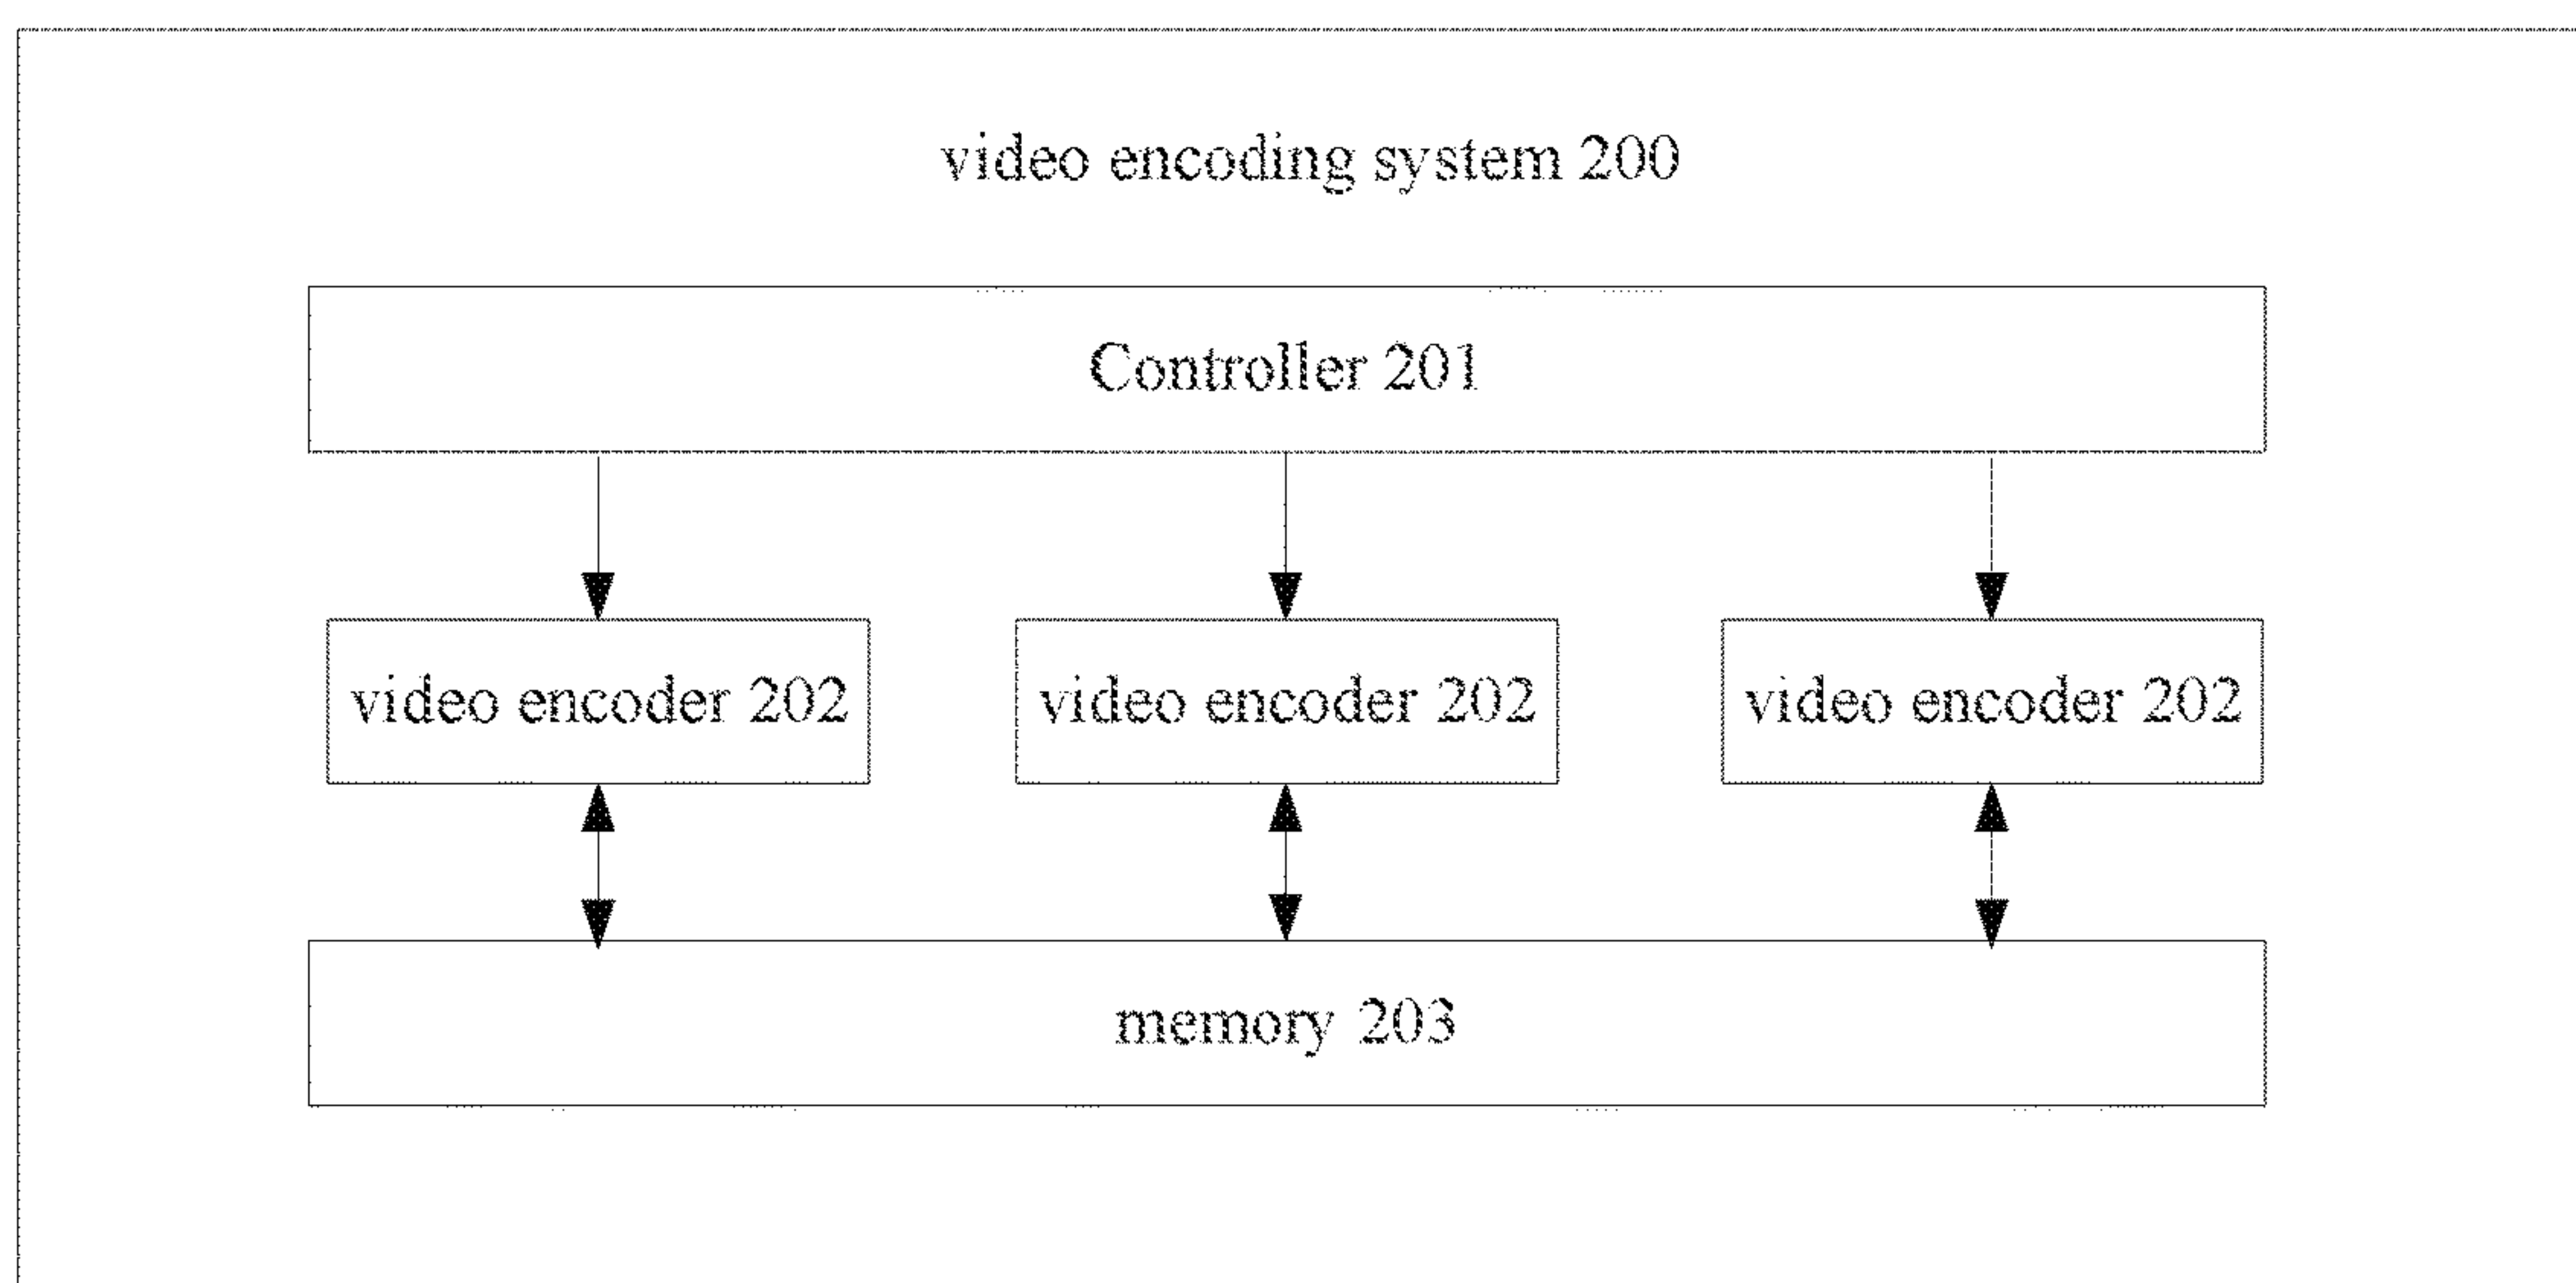 video encoding system 200
Controller 201
video encoder 202
video encoder 202
video encoder 202
memory 203